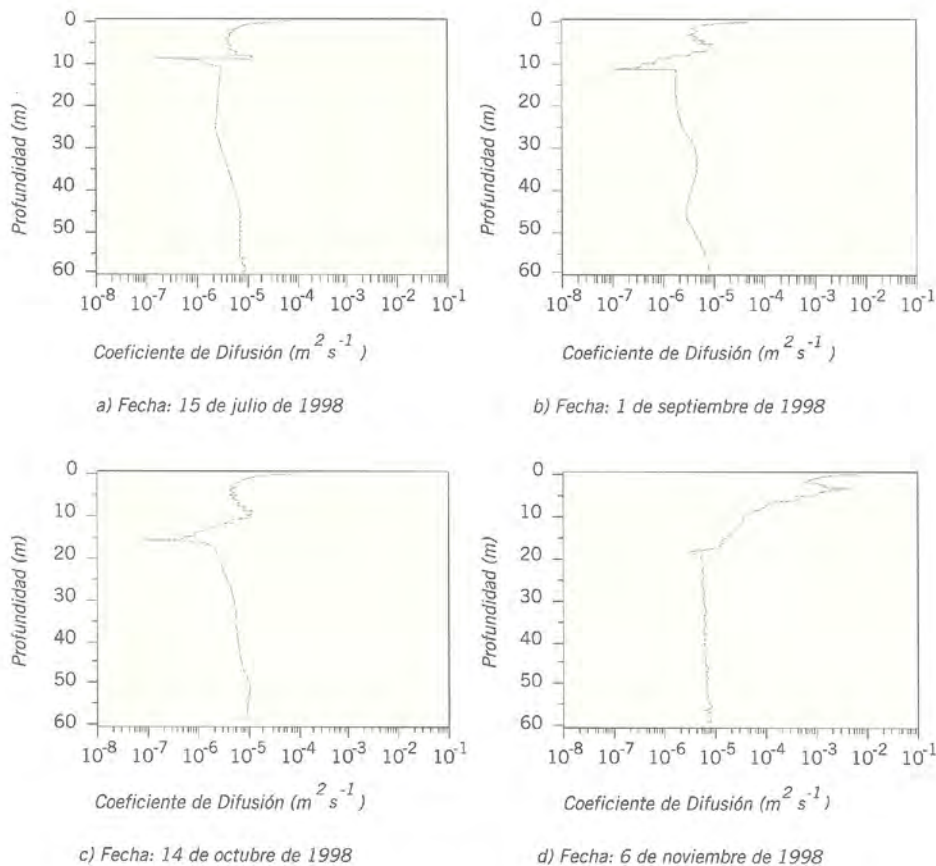 Profundidad (m)
0
10
20
30
40
50
60
10⁻⁸ 10⁻⁷ 10⁻⁶ 10⁻⁵ 10⁻⁴ 10⁻³ 10⁻² 10⁻¹
Coeficiente de Difusión (m² s⁻¹)
a) Fecha: 15 de julio de 1998
Profundidad (m)
0
10
20
30
40
50
60
10⁻⁸ 10⁻⁷ 10⁻⁶ 10⁻⁵ 10⁻⁴ 10⁻³ 10⁻² 10⁻¹
Coeficiente de Difusión (m² s⁻¹)
b) Fecha: 1 de septiembre de 1998
Profundidad (m)
0
10
20
30
40
50
60
10⁻⁸ 10⁻⁷ 10⁻⁶ 10⁻⁵ 10⁻⁴ 10⁻³ 10⁻² 10⁻¹
Coeficiente de Difusión (m² s⁻¹)
c) Fecha: 14 de octubre de 1998
Profundidad (m)
0
10
20
30
40
50
60
10⁻⁸ 10⁻⁷ 10⁻⁶ 10⁻⁵ 10⁻⁴ 10⁻³ 10⁻² 10⁻¹
Coeficiente de Difusión (m² s⁻¹)
d) Fecha: 6 de noviembre de 1998